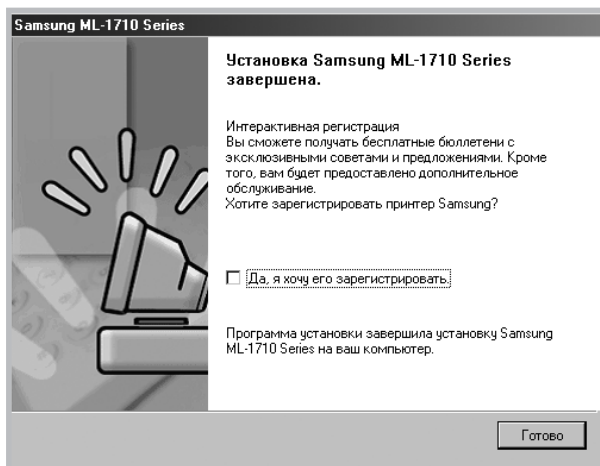 Samsung ML-1710 Series
Установка Samsung ML-1710 Series
завершена.
Интерактивная регистрация
Вы сможете получать бесплатные бюллетени с
эксклюзивными советами и предложениями. Кроме
того, вам будет предоставлено дополнительное
обслуживание.
Хотите зарегистрировать принтер Samsung?
Да, я хочу его зарегистрировать.
Программа установки завершила установку Samsung
ML-1710 Series на ваш компьютер.
Готово